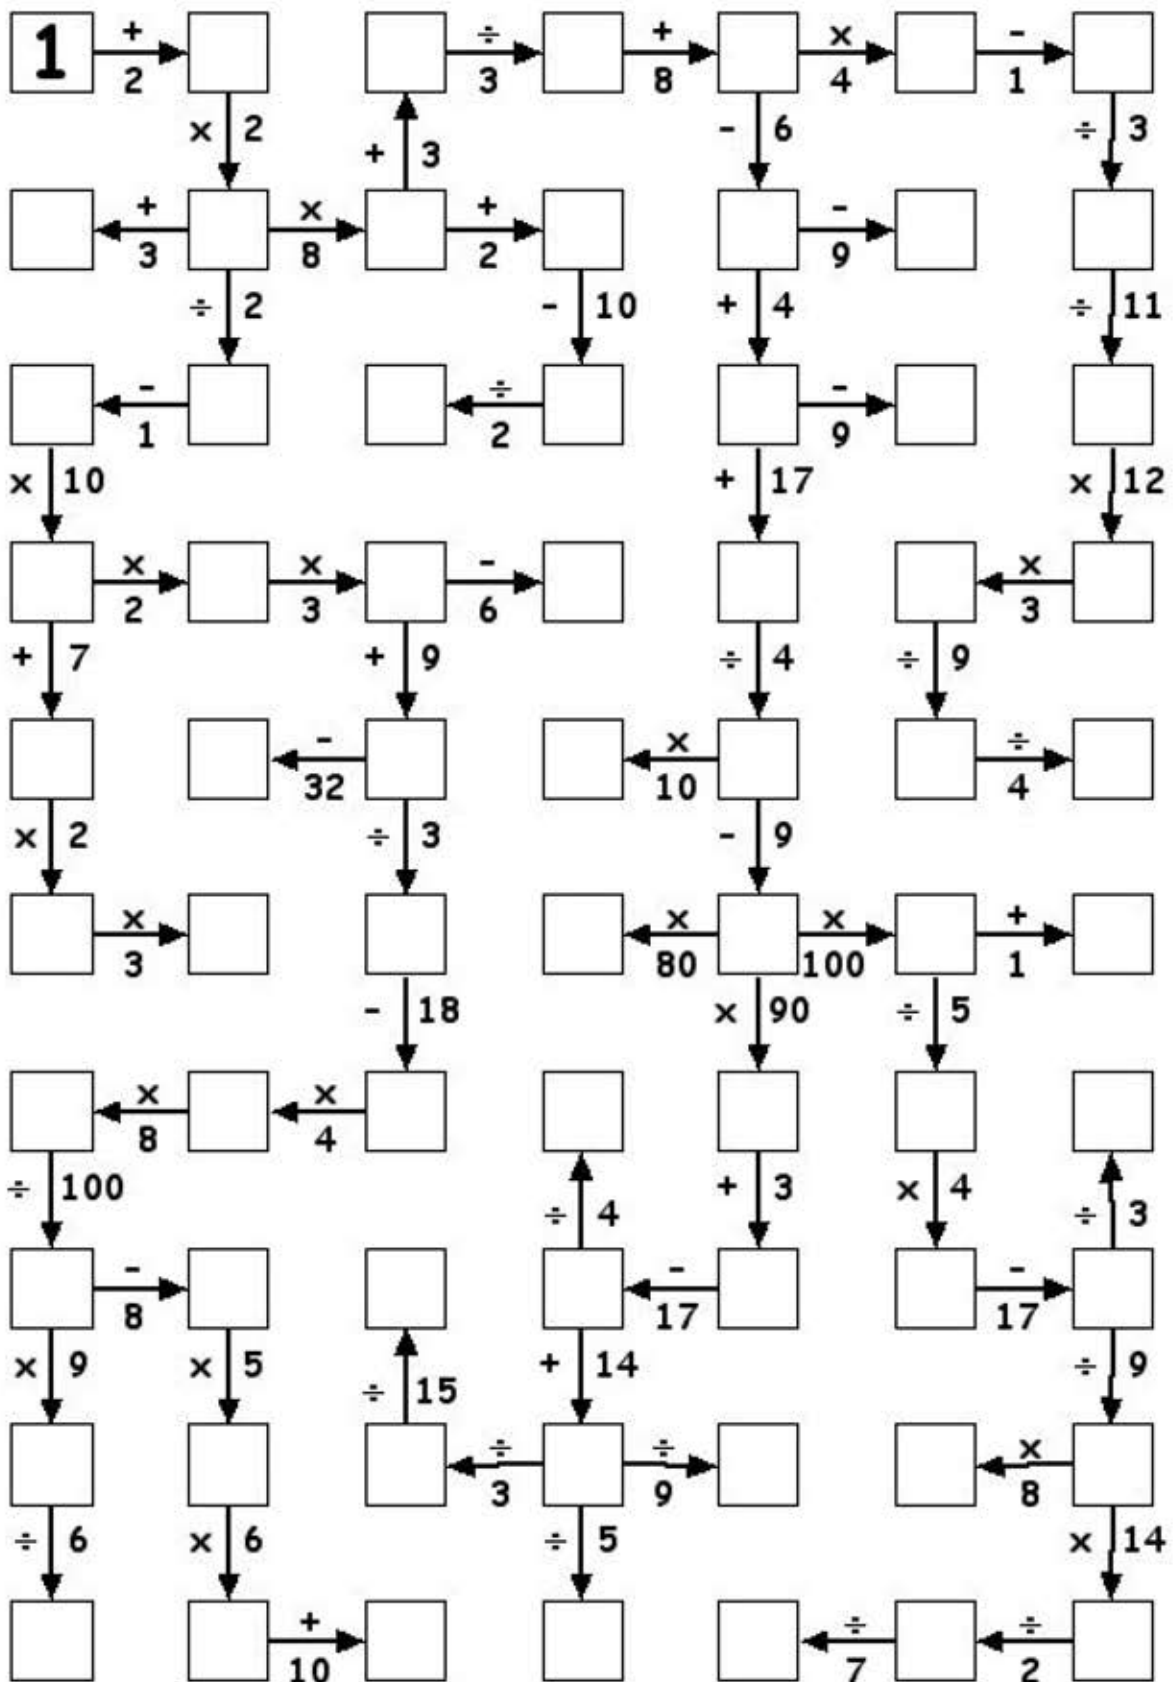 1 + ÷ + × -
2 3 8 4 1
× 2 - 6 ÷ 3
+ 3
+ × + -
3 8 2 9
÷ 2 - 10 + 4 ÷ 11
- ÷ -
1 2 9
× 10 + 17 × 12
× × - ×
2 3 6 3
+ 7 + 9 ÷ 4 ÷ 9
- × ÷
32 10 4
× 2 ÷ 3 - 9
× × × +
3 80 100 1
- 18 × 90 ÷ 5
× ×
8 4
÷ 100 + 3 × 4
÷ 4 ÷ 3
- - -
8 17 17
× 9 × 5 + 14 ÷ 9
÷ 15
÷ ÷ ×
3 9 8
÷ 6 × 6 ÷ 5 × 14
+ ÷ ÷
10 7 2